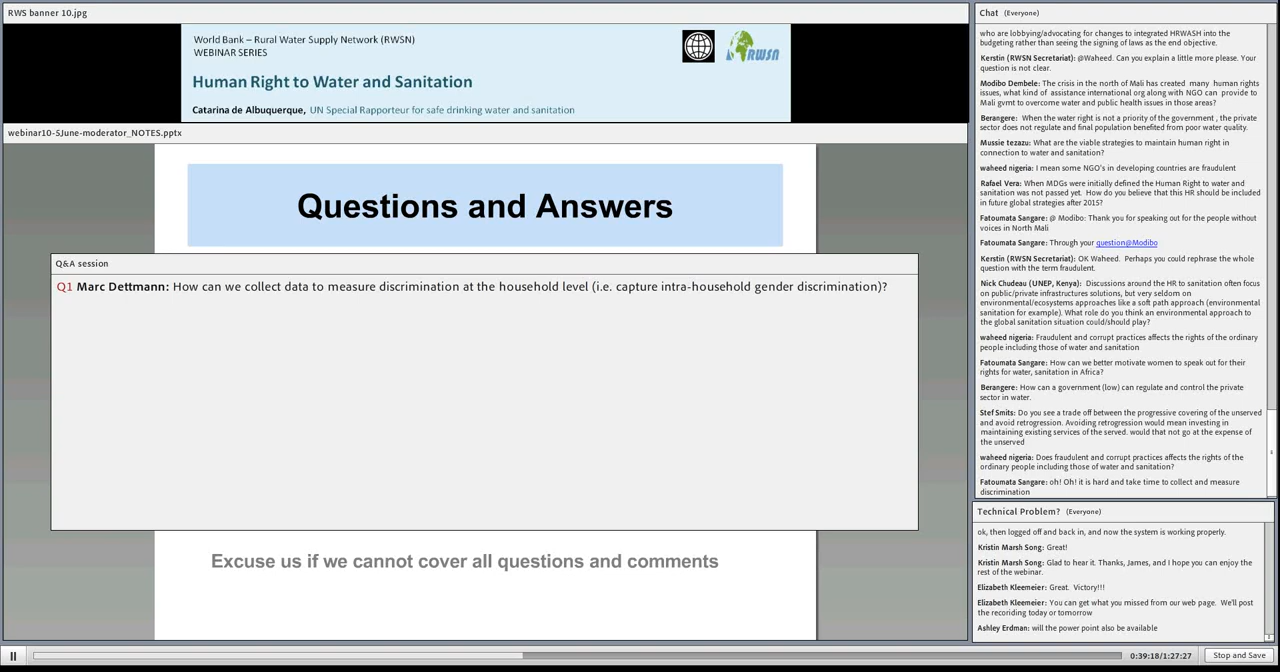 RWS banner 10.jpg
World Bank – Rural Water Supply Network (RWSN)
WEBINAR SERIES
RWSN
Human Right to Water and Sanitation
Catarina de Albuquerque, UN Special Rapporteur for safe drinking water and sanitation
webinar10-5June-moderator_NOTES.pptx
Questions and Answers
Q&A session
Q1 Marc Dettmann: How can we collect data to measure discrimination at the household level (i.e. capture intra-household gender discrimination)?
Excuse us if we cannot cover all questions and comments
Chat (Everyone)
who are lobbying/advocating for changes to integrated HRWASH into the
budgeting rather than seeing the signing of laws as the end objective.
Kerstin (RWSN Secretariat): @Waheed. Can you explain a little more please. Your
question is not clear.
Modibo Dembele: The crisis in the north of Mali has created many human rights
issues, what kind of assistance international org along with NGO can provide to
Mali gvmt to overcome water and public health issues in those areas?
Berangere: When the water right is not a priority of the government , the private
sector does not regulate and final population benefited from poor water quality.
Mussie tezazu: What are the viable strategies to maintain human right in
connection to water and sanitation?
waheed nigeria: I mean some NGO's in developing countries are fraudulent
Rafael Vera: When MDGs were initially defined the Human Right to water and
sanitation was not passed yet. How do you believe that this HR should be included
in future global strategies after 2015?
Fatoumata Sangare: @ Modibo: Thank you for speaking out for the people without
voices in North Mali
Fatoumata Sangare: Through your question@Modibo
Kerstin (RWSN Secretariat): OK Waheed. Perhaps you could rephrase the whole
question with the term fraudulent.
Nick Chudeau (UNEP, Kenya): Discussions around the HR to sanitation often focus
on public/private infrastructures solutions, but very seldom on
environmental/ecosystems approaches like a soft path approach (environmental
sanitation for example). What role do you think an environmental approach to
the global sanitation situation could/should play?
waheed nigeria: Fraudulent and corrupt practices affects the rights of the ordinary
people including those of water and sanitation
Fatoumata Sangare: How can we better motivate women to speak out for their
rights for water, sanitation in Africa?
Berangere: How can a government (low) can regulate and control the private
sector in water.
Stef Smits: Do you see a trade off between the progressive covering of the unserved
and avoid retrogression. Avoiding retrogression would mean investing in
maintaining existing services of the served. would that not go at the expense of
the unserved
waheed nigeria: Does fraudulent and corrupt practices affects the rights of the
ordinary people including those of water and sanitation?
Fatoumata Sangare: oh! Oh! it is hard and take time to collect and measure
discrimination
Technical Problem? (Everyone)
ok, then logged off and back in, and now the system is working properly.
Kristin Marsh Song: Great!
Kristin Marsh Song: Glad to hear it. Thanks, James, and I hope you can enjoy the
rest of the webinar.
Elizabeth Kleemeier: Great. Victory!!!
Elizabeth Kleemeier: You can get what you missed from our web page. We'll post
the recoriding today or tomorrow
Ashley Erdman: will the power point also be available
0:39:18/1:27:27
Stop and Save